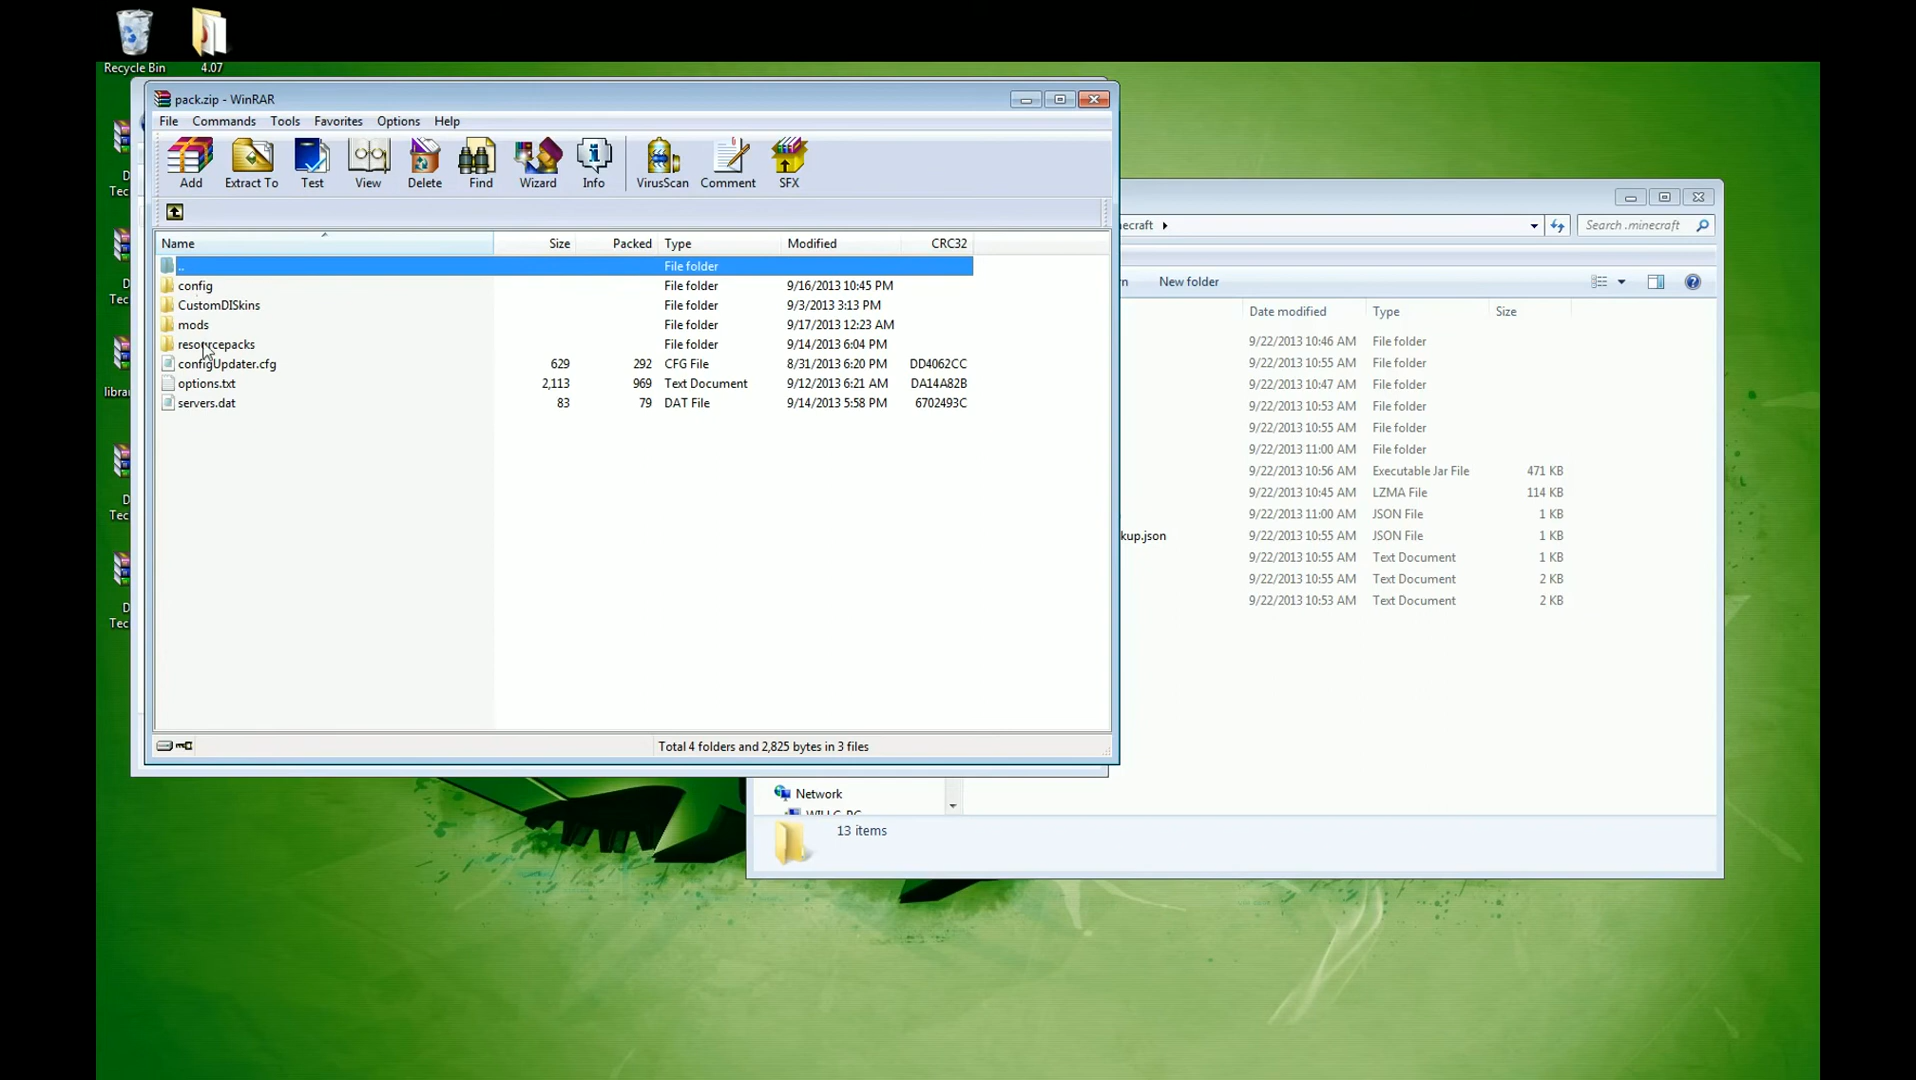 Recycle Bin
4.07
pack.zip - WinRAR
File Commands Tools Favorites Options Help
Add Extract To Test View Delete Find Wizard Info VirusScan Comment SFX
Name Size Packed Type Modified CRC32
.. File folder
config File folder 9/16/2013 10:45 PM
CustomDISkins File folder 9/3/2013 3:13 PM
mods File folder 9/17/2013 12:23 AM
resourcepacks File folder 9/14/2013 6:04 PM
configUpdater.cfg 629 292 CFG File 8/31/2013 6:20 PM DD4062CC
options.txt 2,113 969 Text Document 9/12/2013 6:21 AM DA14A82B
servers.dat 83 79 DAT File 9/14/2013 5:58 PM 6702493C
Total 4 folders and 2,825 bytes in 3 files
D
Tec
D
Tec
librar
D
Tec
D
Tec
ecraft
Search .minecraft
n New folder
Date modified Type Size
9/22/2013 10:46 AM File folder
9/22/2013 10:55 AM File folder
9/22/2013 10:47 AM File folder
9/22/2013 10:53 AM File folder
9/22/2013 10:55 AM File folder
9/22/2013 11:00 AM File folder
9/22/2013 10:56 AM Executable Jar File 471 KB
9/22/2013 10:45 AM LZMA File 114 KB
9/22/2013 11:00 AM JSON File 1 KB
kup.json 9/22/2013 10:55 AM JSON File 1 KB
9/22/2013 10:55 AM Text Document 1 KB
9/22/2013 10:55 AM Text Document 2 KB
9/22/2013 10:53 AM Text Document 2 KB
Network
13 items